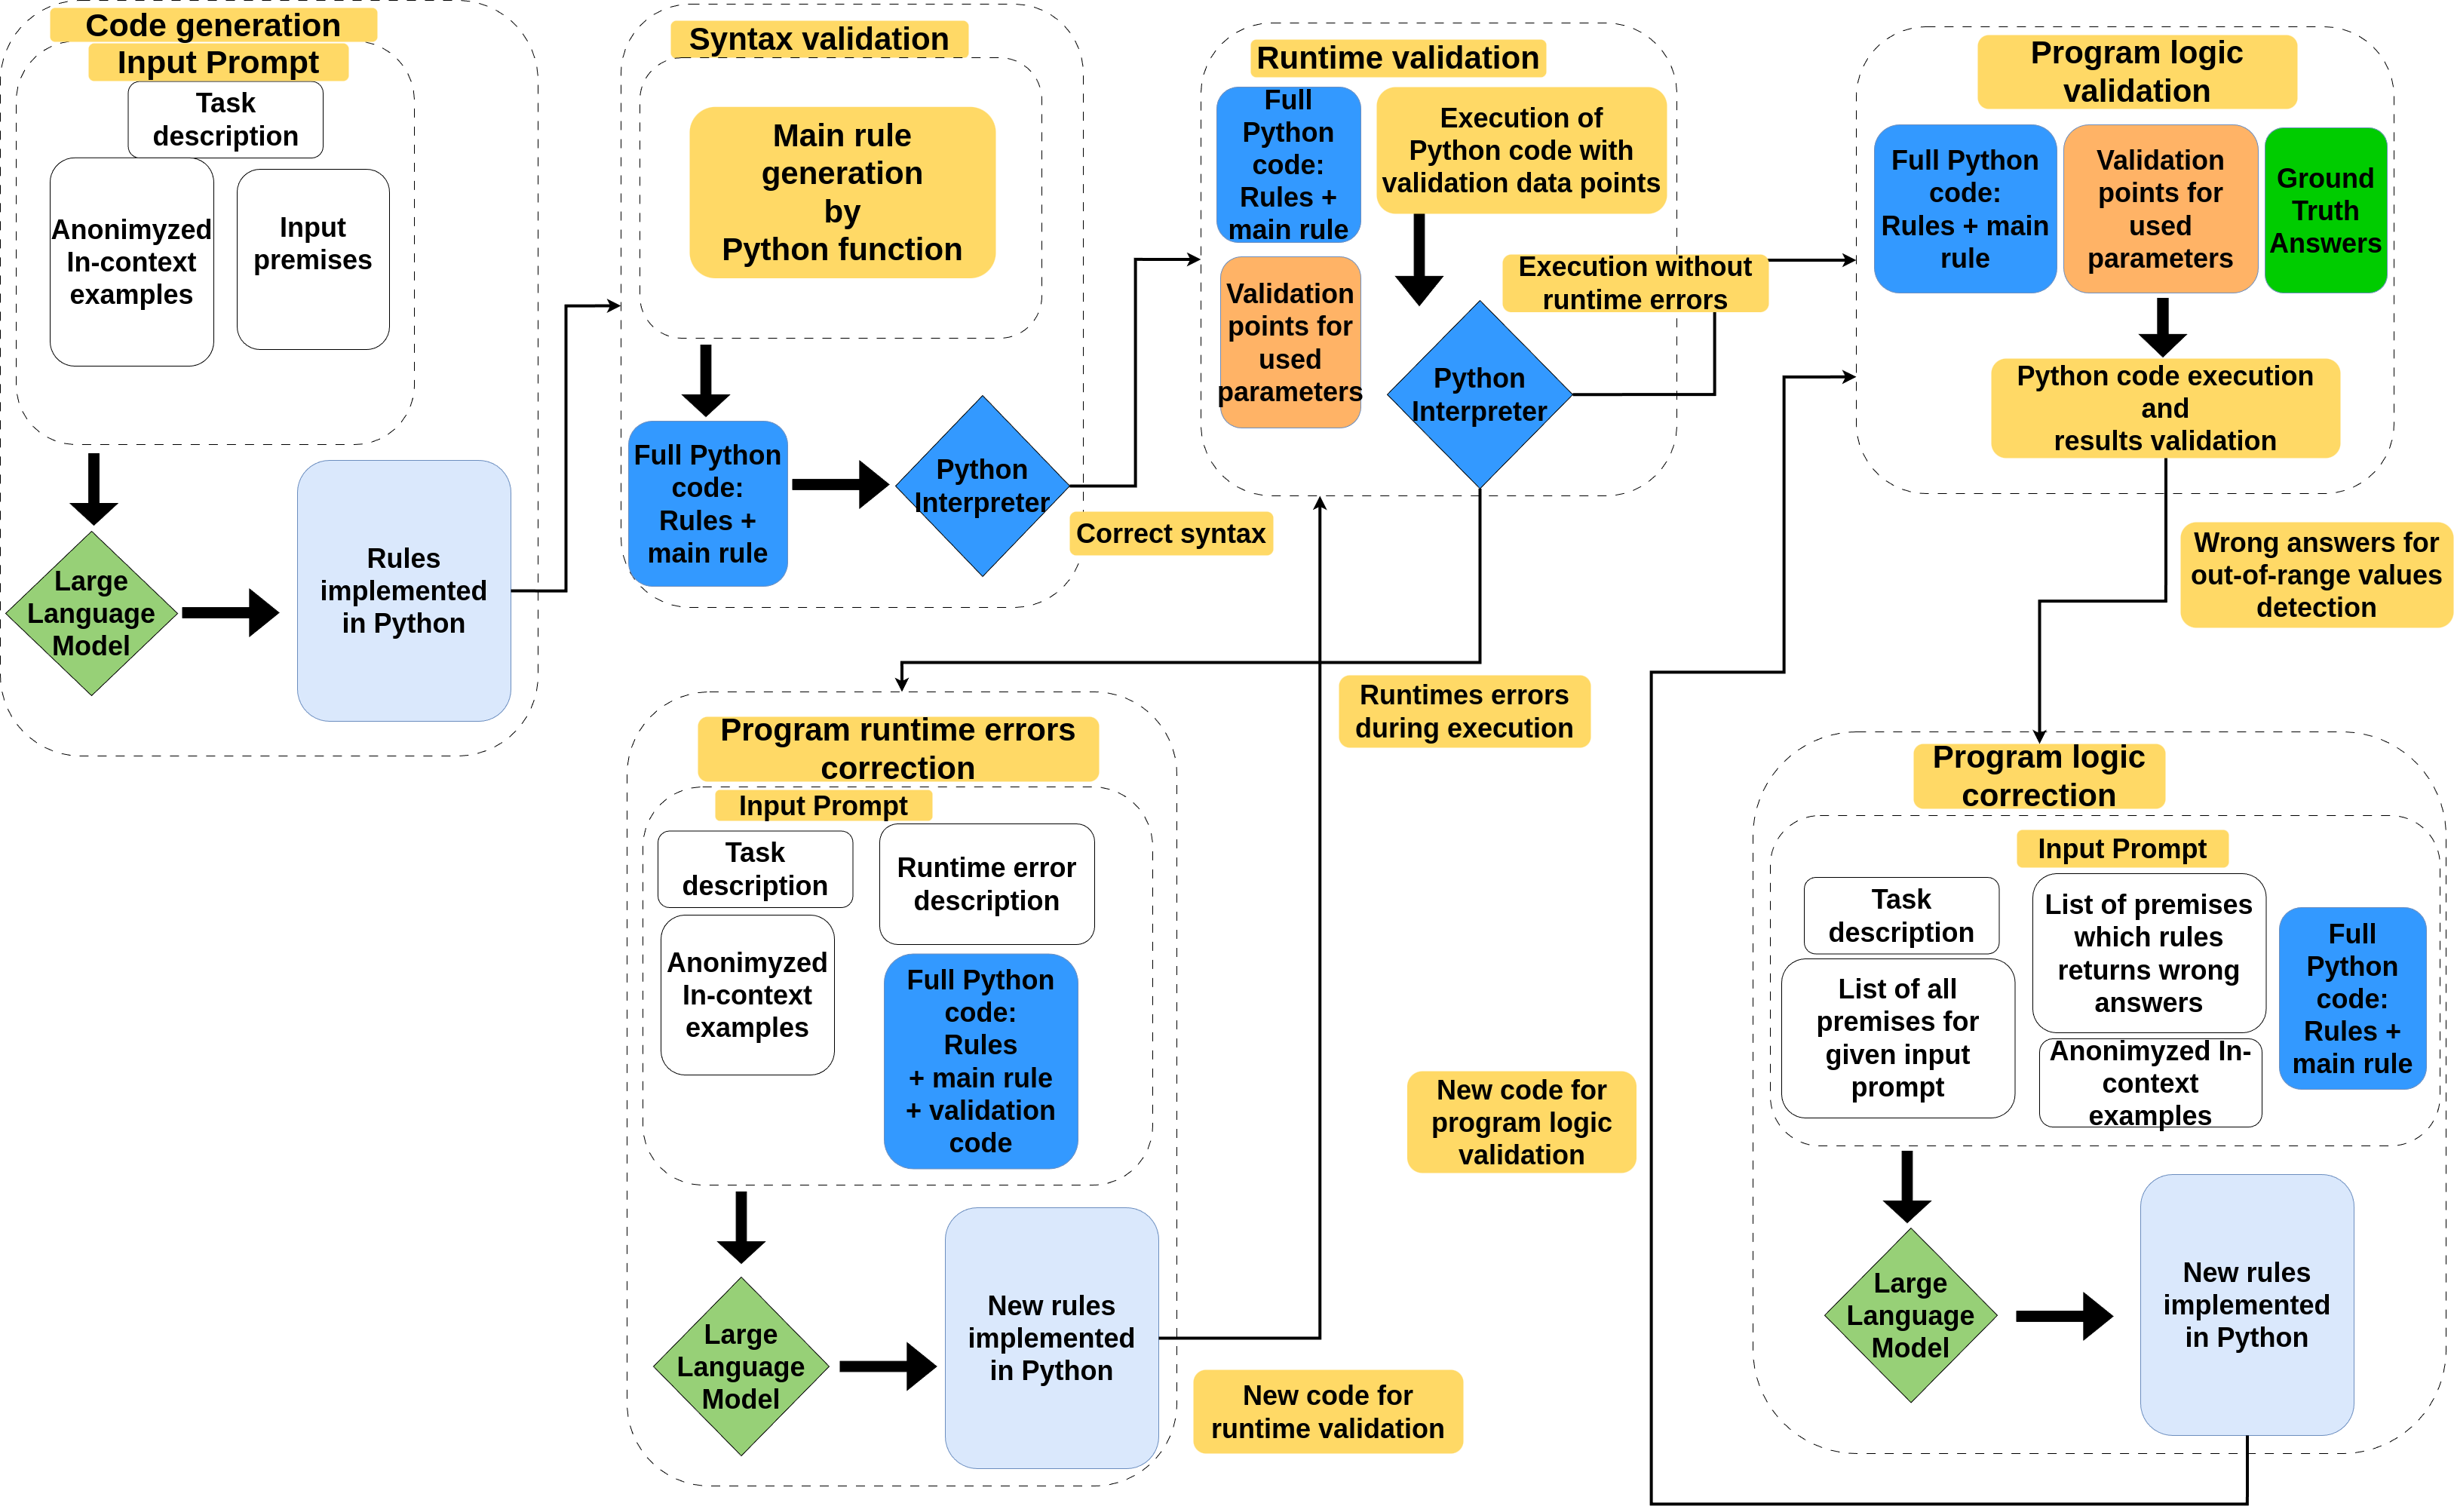 Code generation
Input Prompt
Task
description
Anonimyzed
In-context
examples
Input
premises
Large
Language
Model
Rules
implemented
in Python
Syntax validation
Main rule
generation
by
Python function
Full Python
code:
Rules +
main rule
Python
Interpreter
Correct syntax
Runtime validation
Full
Python
code:
Rules +
main rule
Execution of
Python code with
validation data points
Validation
points for
used
parameters
Python
Interpreter
Execution without
runtime errors
Program logic
validation
Full Python
code:
Rules + main
rule
Validation
points for
used
parameters
Ground
Truth
Answers
Python code execution
and
results validation
Wrong answers for
out-of-range values
detection
Runtimes errors
during execution
Program runtime errors
correction
Input Prompt
Task
description
Runtime error
description
Anonimyzed
In-context
examples
Full Python
code:
Rules
+ main rule
+ validation
code
Large
Language
Model
New rules
implemented
in Python
New code for
runtime validation
New code for
program logic
validation
Program logic
correction
Input Prompt
Task
description
List of premises
which rules
returns wrong
answers
Full
Python
code:
Rules +
main rule
List of all
premises for
given input
prompt
Anonimyzed In-
context
examples
Large
Language
Model
New rules
implemented
in Python